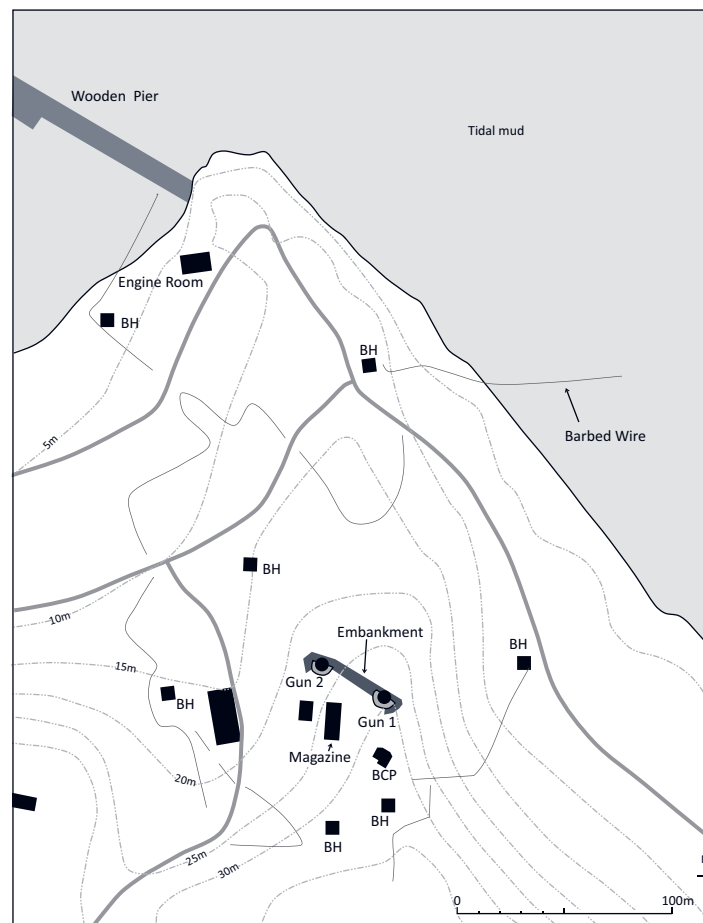 Wooden Pier
Tidal mud
Engine Room
BH
BH
Barbed Wire
5m
BH
10m
Embankment
BH
15m
Gun 2
BH
Gun 1
Magazine
BCP
20m
BH
BH
25m
30m
0
100m